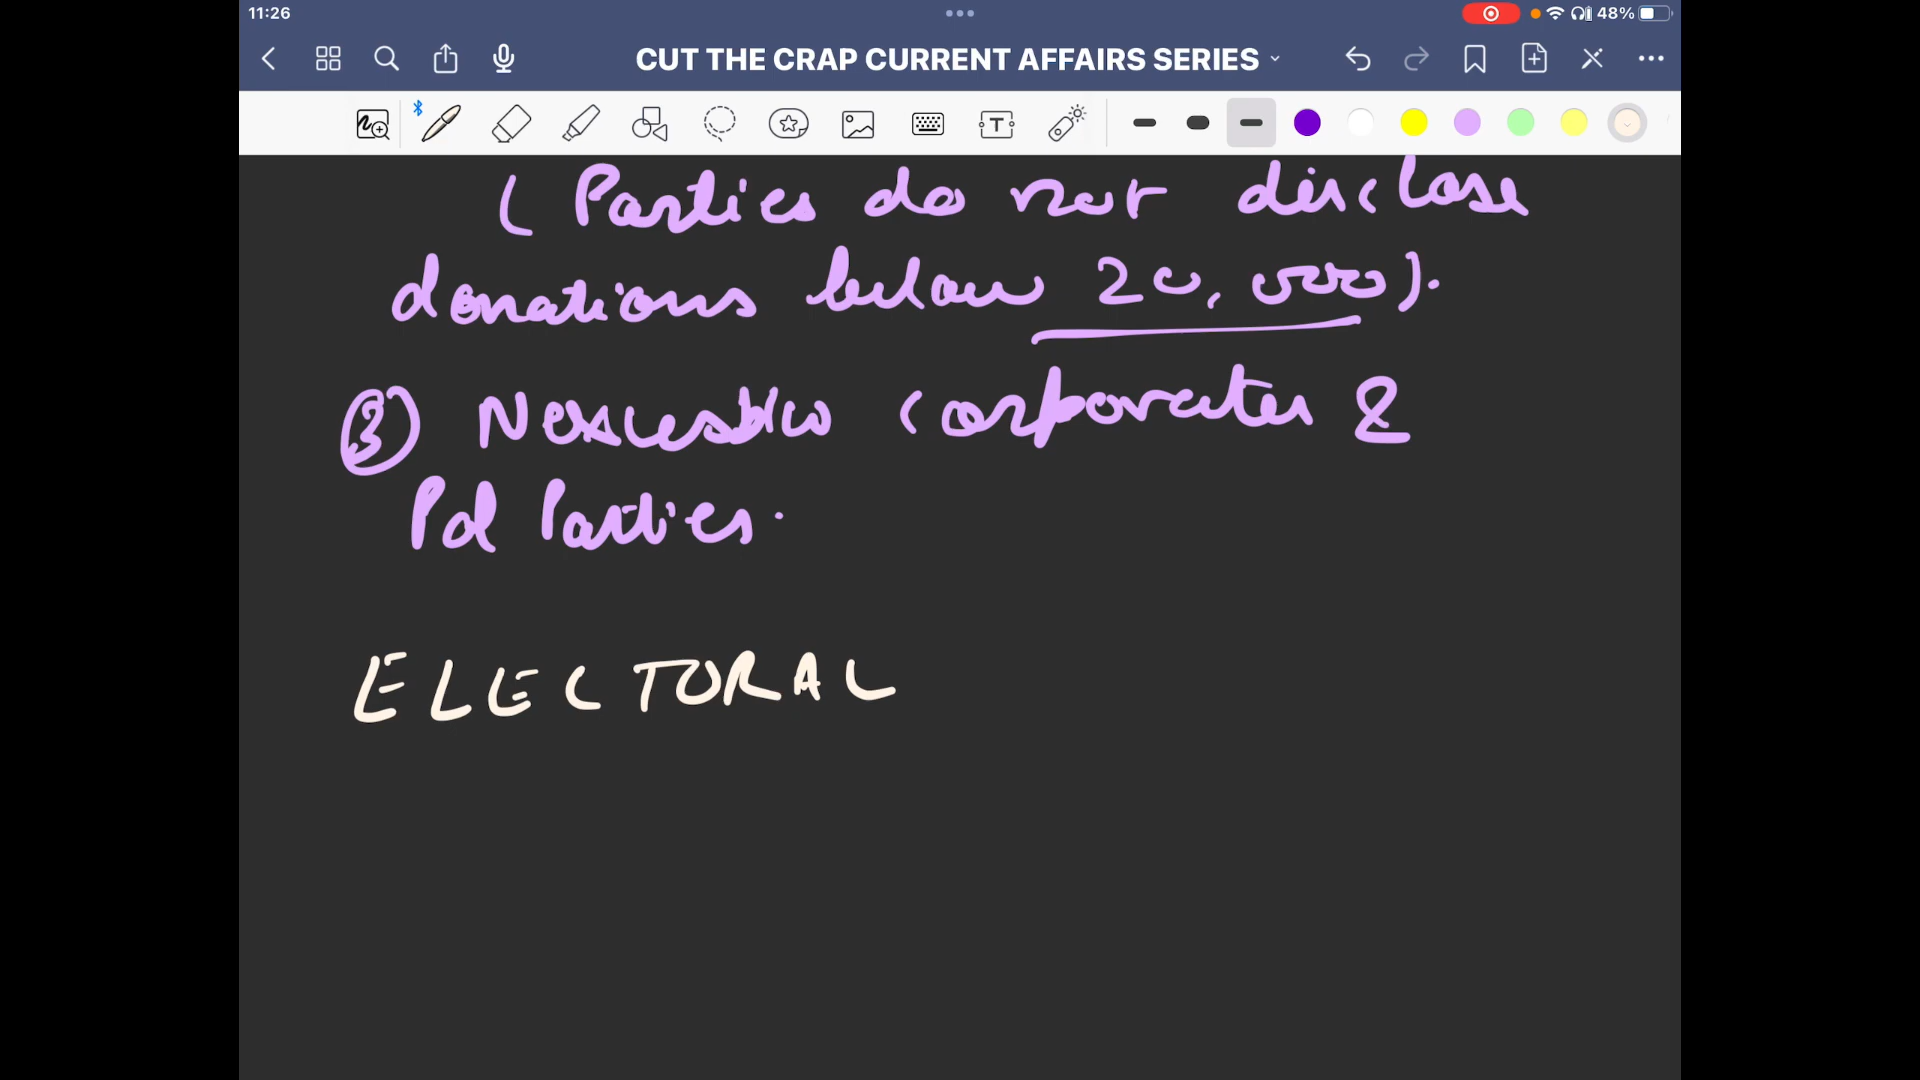 11:26
48%
CUT THE CRAP CURRENT AFFAIRS SERIES
T
( Parties do not disclose
donations below 20,000).
③ Nexus b/w corporates &
Pol Parties.
ELECTORAL